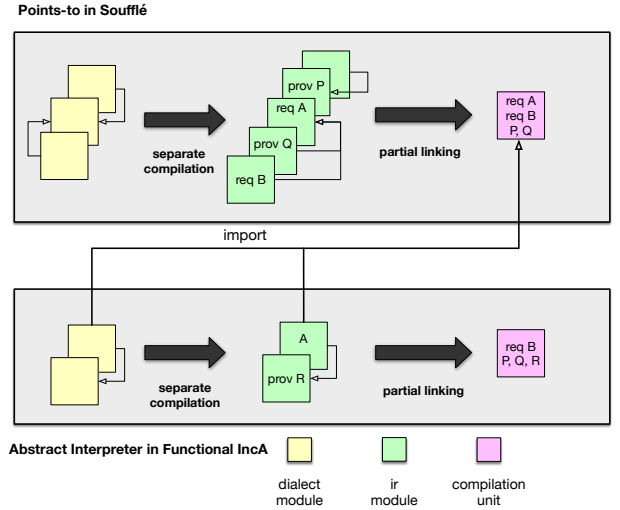 Points-to in Soufflé
prov P
req A
prov Q
req B
separate
compilation
partial linking
req A
req B
P, Q
import
A
prov R
separate
compilation
partial linking
req B
P, Q, R
Abstract Interpreter in Functional IncA
dialect
module
ir
module
compilation
unit